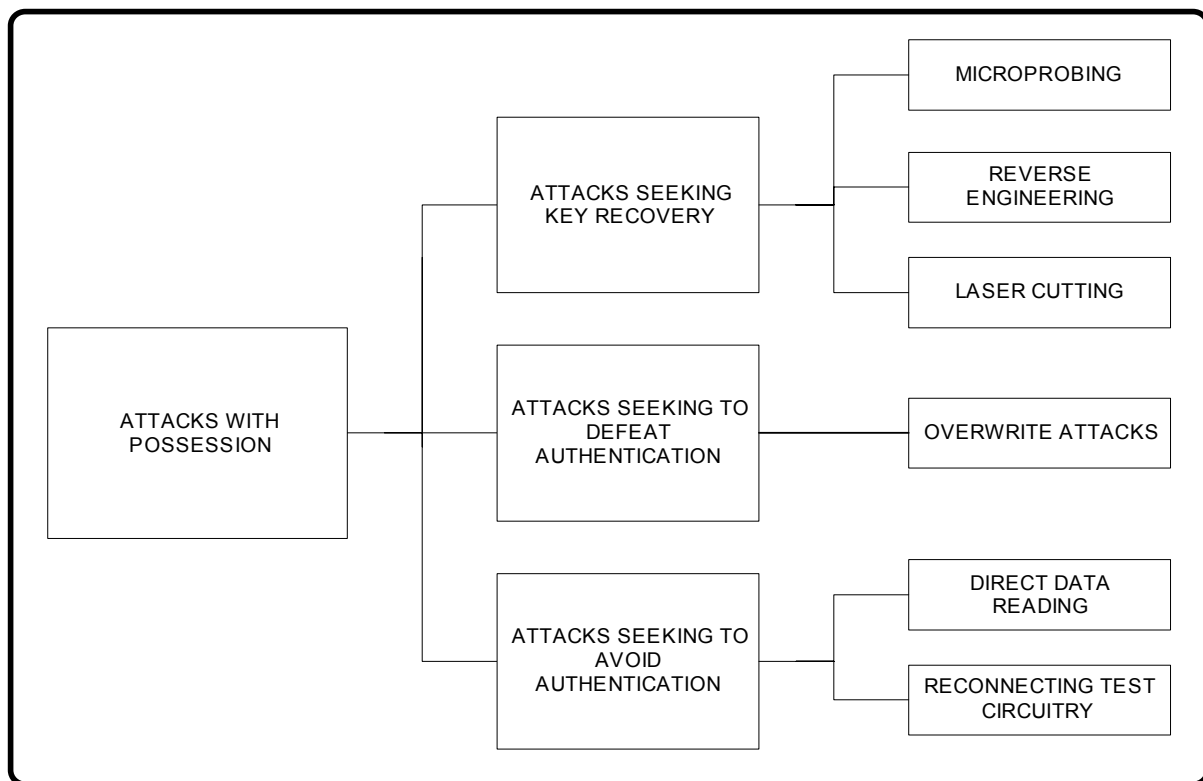 MICROPROBING
ATTACKS SEEKING
KEY RECOVERY
REVERSE
ENGINEERING
LASER CUTTING
ATTACKS WITH
POSSESSION
ATTACKS SEEKING TO
DEFEAT
AUTHENTICATION
OVERWRITE ATTACKS
ATTACKS SEEKING TO
AVOID
AUTHENTICATION
DIRECT DATA
READING
RECONNECTING TEST
CIRCUITRY